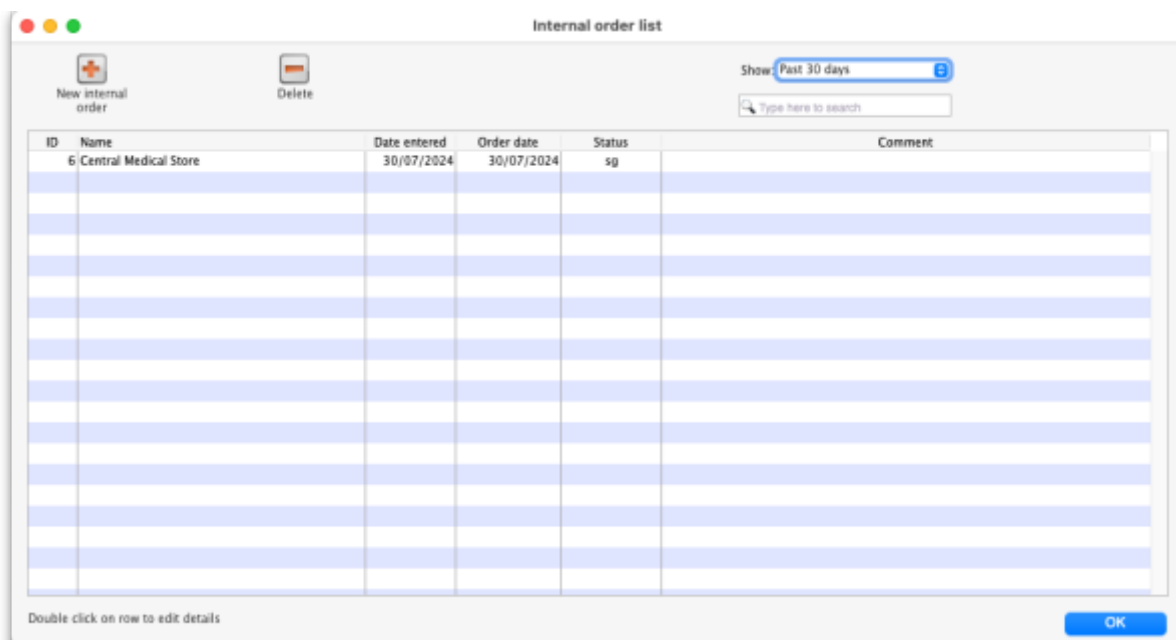 Internal order list
New internal
order
Delete
Show: Past 30 days
Type here to search
ID Name Date entered Order date Status Comment
6 Central Medical Store 30/07/2024 30/07/2024 sg
Double click on row to edit details
OK